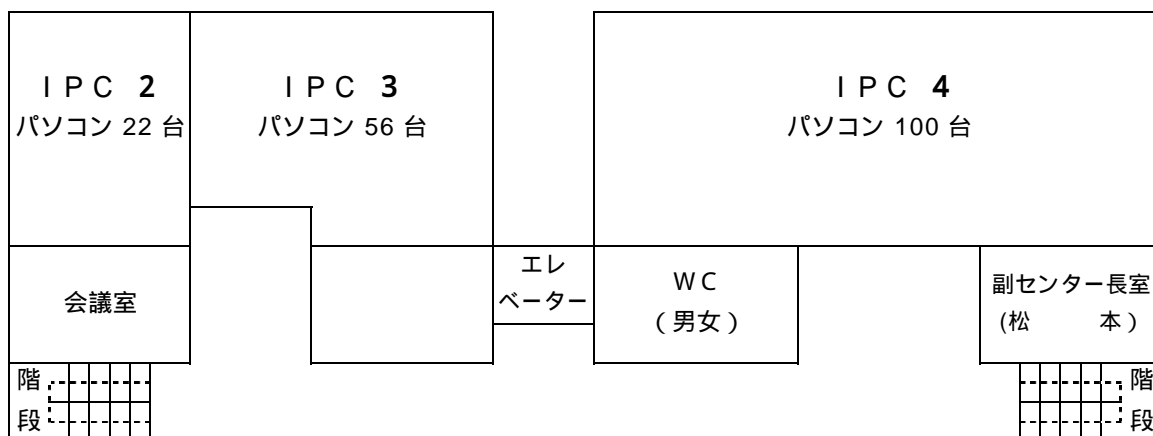 ＩＰＣ 2
パソコン 22 台
ＩＰＣ 3
パソコン 56 台
ＩＰＣ 4
パソコン 100 台
会議室
エレ
ベーター
ＷＣ
（男女）
副センター長室
(松　本）
階
段
階
段